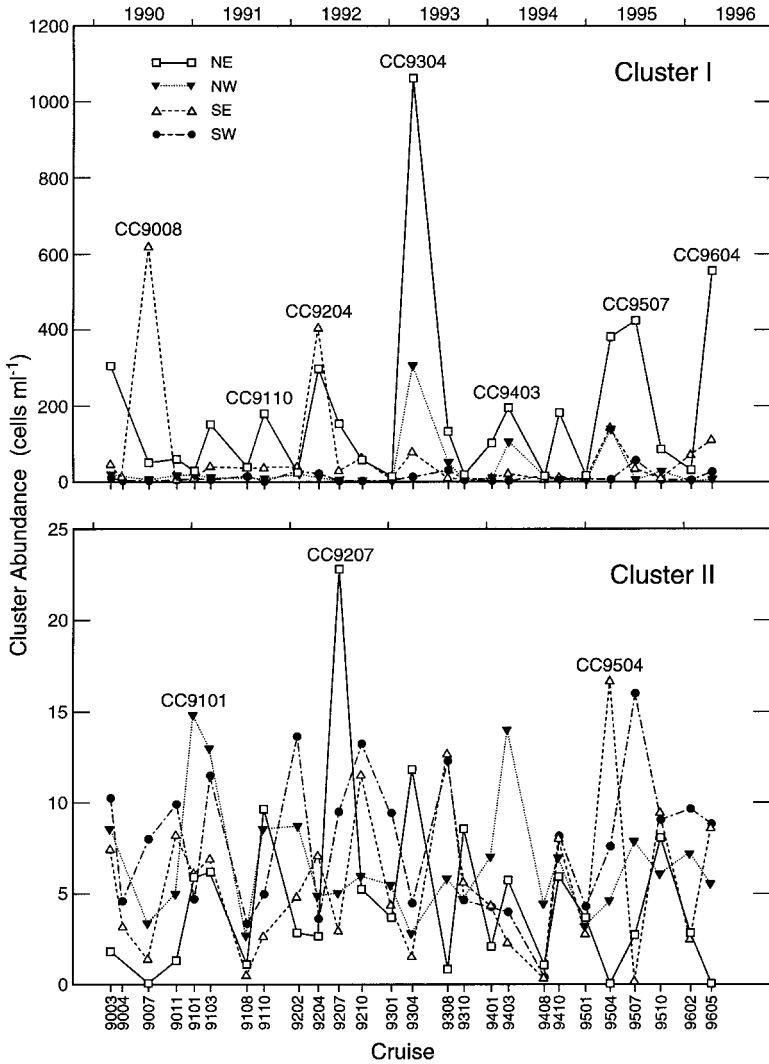 1990 1991 1992 1993 1994 1995 1996
1200
1000
800
600
400
200
0
NE
NW
SE
SW
Cluster I
CC9008
CC9110
CC9204
CC9304
CC9403
CC9507
CC9604
Cluster Abundance (cells ml⁻¹)
25
20
15
10
5
0
Cluster II
CC9101
CC9207
CC9504
9003 9004 9007 9011 9101 9103 9108 9110 9202 9204 9207 9210 9301 9304 9308 9310 9401 9403 9408 9410 9501 9504 9507 9510 9602 9605
Cruise